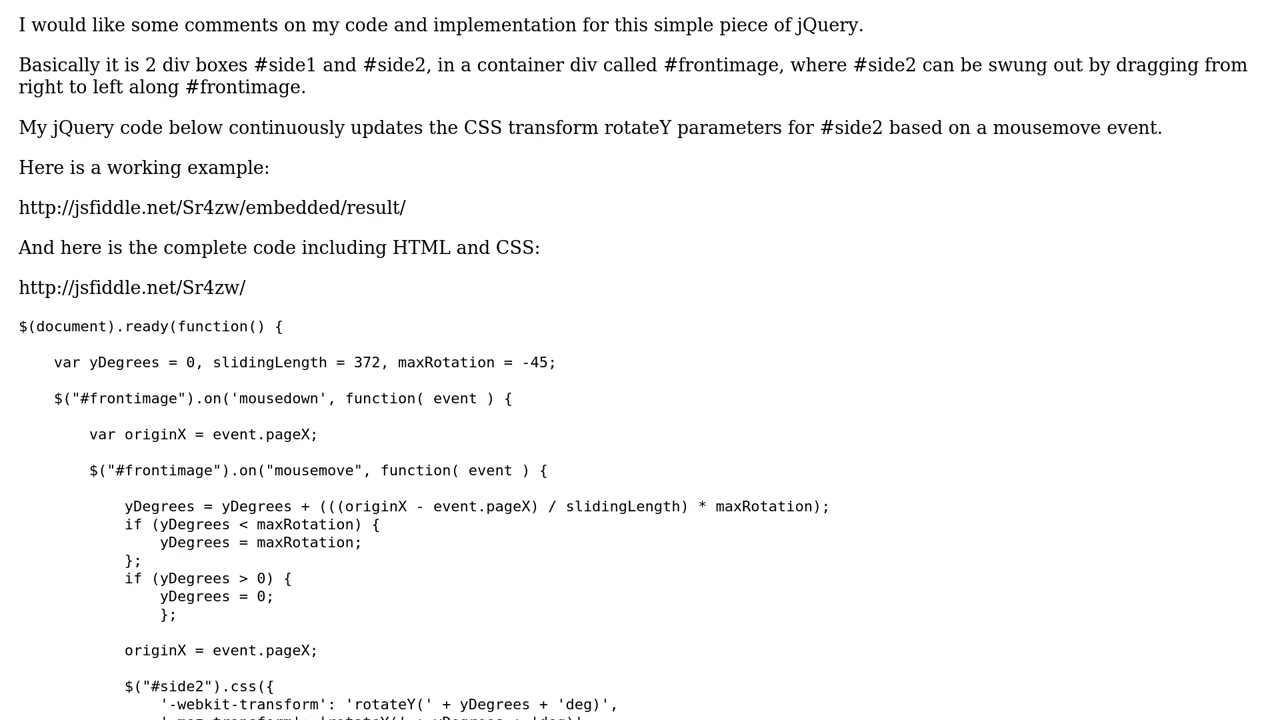 I would like some comments on my code and implementation for this simple piece of jQuery.
Basically it is 2 div boxes #side1 and #side2, in a container div called #frontimage, where #side2 can be swung out by dragging from
right to left along #frontimage.
My jQuery code below continuously updates the CSS transform rotateY parameters for #side2 based on a mousemove event.
Here is a working example:
http://jsfiddle.net/Sr4zw/embedded/result/
And here is the complete code including HTML and CSS:
http://jsfiddle.net/Sr4zw/
$(document).ready(function() {
    var yDegrees = 0, slidingLength = 372, maxRotation = -45;
    $("#frontimage").on('mousedown', function( event ) {
        var originX = event.pageX;
        $("#frontimage").on("mousemove", function( event ) {
            yDegrees = yDegrees + (((originX - event.pageX) / slidingLength) * maxRotation);
            if (yDegrees < maxRotation) {
                yDegrees = maxRotation;
            };
            if (yDegrees > 0) {
                yDegrees = 0;
                };
            originX = event.pageX;
            $("#side2").css({
                '-webkit-transform': 'rotateY(' + yDegrees + 'deg)',
                '-moz-transform': 'rotateY(' + yDegrees + 'deg)',